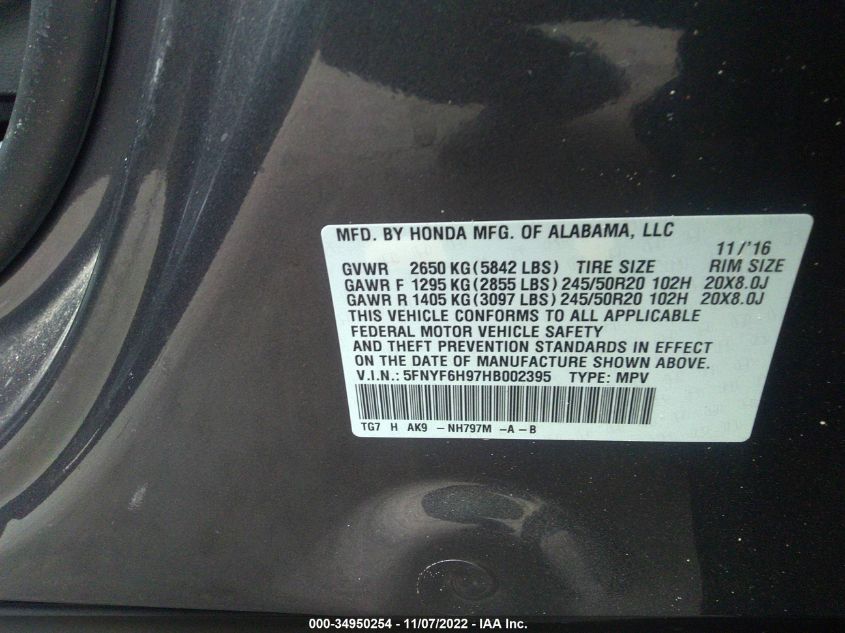 MFD. BY HONDA MFG. OF ALABAMA, LLC
11/'16
GVWR 2650 KG (5842 LBS) TIRE SIZE RIM SIZE
GAWR F 1295 KG (2855 LBS) 245/50R20 102H 20X8.0J
GAWR R 1405 KG (3097 LBS) 245/50R20 102H 20X8.0J
THIS VEHICLE CONFORMS TO ALL APPLICABLE
FEDERAL MOTOR VEHICLE SAFETY
AND THEFT PREVENTION STANDARDS IN EFFECT
ON THE DATE OF MANUFACTURE SHOWN ABOVE.
V.I.N.: 5FNYF6H97HB002395 TYPE: MPV
TG7 H AK9 -NH797M -A-B
000-34950254 - 11/07/2022 - IAA Inc.